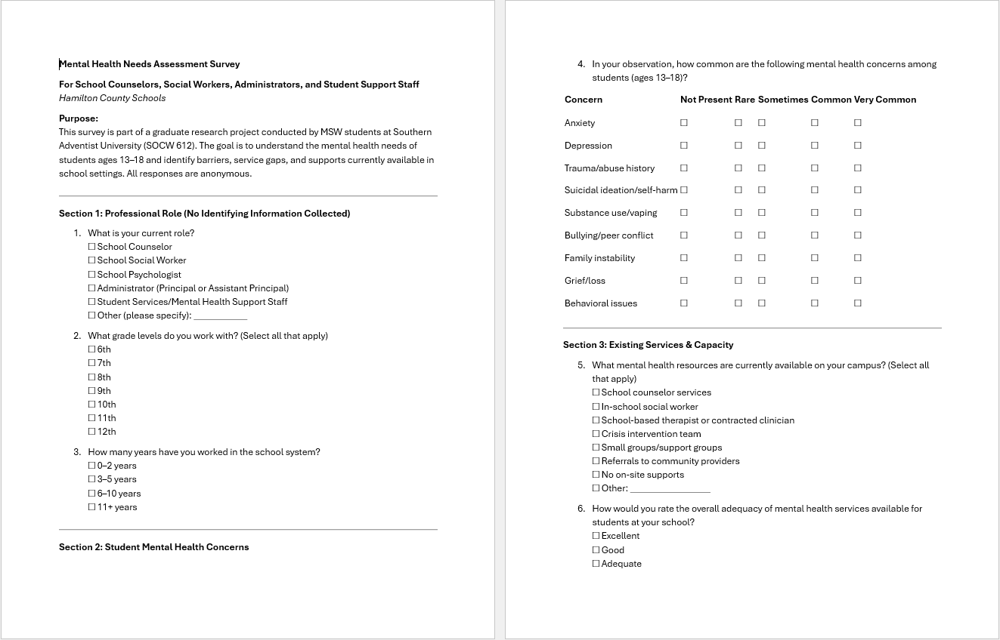 Mental Health Needs Assessment Survey
For School Counselors, Social Workers, Administrators, and Student Support Staff
Hamilton County Schools
Purpose:
This survey is part of a graduate research project conducted by MSW students at Southern
Adventist University (SOCW 612). The goal is to understand the mental health needs of
students ages 13–18 and identify barriers, service gaps, and supports currently available in
school settings. All responses are anonymous.
Section 1: Professional Role (No Identifying Information Collected)
1. What is your current role?
☐ School Counselor
☐ School Social Worker
☐ School Psychologist
☐ Administrator (Principal or Assistant Principal)
☐ Student Services/Mental Health Support Staff
☐ Other (please specify): ___________
2. What grade levels do you work with? (Select all that apply)
☐ 6th
☐ 7th
☐ 8th
☐ 9th
☐ 10th
☐ 11th
☐ 12th
3. How many years have you worked in the school system?
☐ 0–2 years
☐ 3–5 years
☐ 6–10 years
☐ 11+ years
Section 2: Student Mental Health Concerns
4. In your observation, how common are the following mental health concerns among
students (ages 13–18)?
Concern Not Present Rare Sometimes Common Very Common
Anxiety ☐ ☐ ☐ ☐ ☐
Depression ☐ ☐ ☐ ☐ ☐
Trauma/abuse history ☐ ☐ ☐ ☐ ☐
Suicidal ideation/self-harm ☐ ☐ ☐ ☐ ☐
Substance use/vaping ☐ ☐ ☐ ☐ ☐
Bullying/peer conflict ☐ ☐ ☐ ☐ ☐
Family instability ☐ ☐ ☐ ☐ ☐
Grief/loss ☐ ☐ ☐ ☐ ☐
Behavioral issues ☐ ☐ ☐ ☐ ☐
Section 3: Existing Services & Capacity
5. What mental health resources are currently available on your campus? (Select all
that apply)
☐ School counselor services
☐ In-school social worker
☐ School-based therapist or contracted clinician
☐ Crisis intervention team
☐ Small groups/support groups
☐ Referrals to community providers
☐ No on-site supports
☐ Other: ________________
6. How would you rate the overall adequacy of mental health services available for
students at your school?
☐ Excellent
☐ Good
☐ Adequate